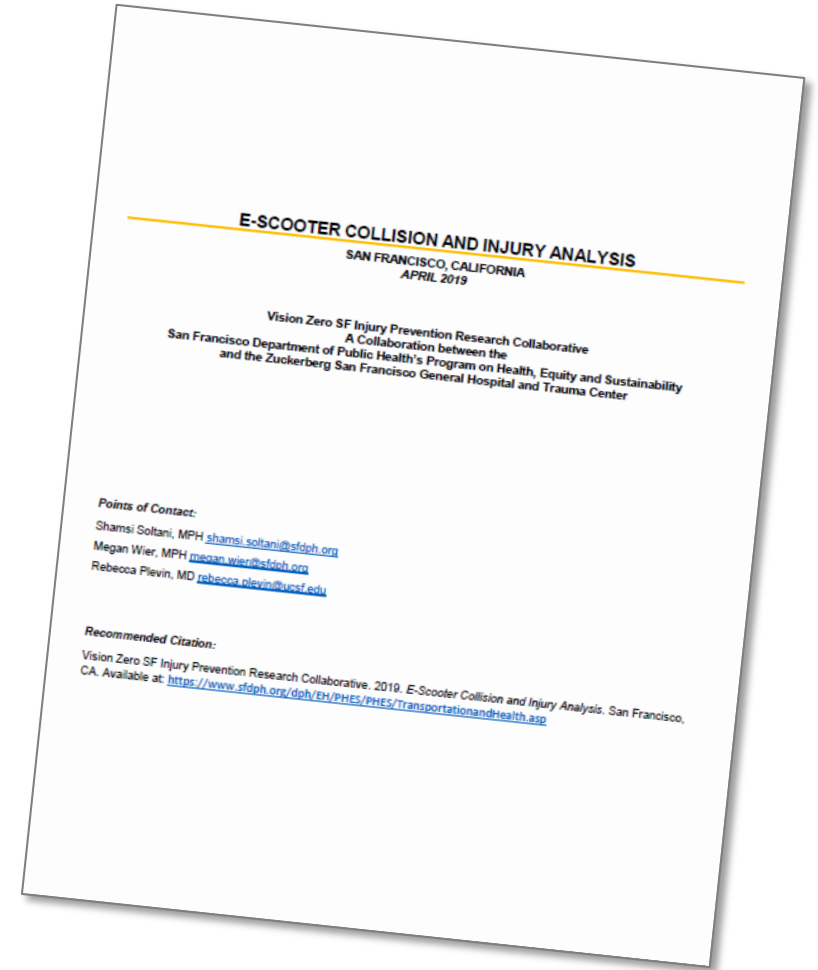 E-SCOOTER COLLISION AND INJURY ANALYSIS
SAN FRANCISCO, CALIFORNIA
APRIL 2019
Vision Zero SF Injury Prevention Research Collaborative
A Collaboration between the
San Francisco Department of Public Health's Program on Health, Equity and Sustainability
and the Zuckerberg San Francisco General Hospital and Trauma Center
Points of Contact:
Shamsi Soltani, MPH shamsi.soltani@sfdph.org
Megan Wier, MPH megan.wier@sfdph.org
Rebecca Plevin, MD rebecca.plevin@ucsf.edu
Recommended Citation:
Vision Zero SF Injury Prevention Research Collaborative. 2019. E-Scooter Collision and Injury Analysis. San Francisco,
CA. Available at: https://www.sfdph.org/dph/EH/PHES/PHES/TransportationandHealth.asp